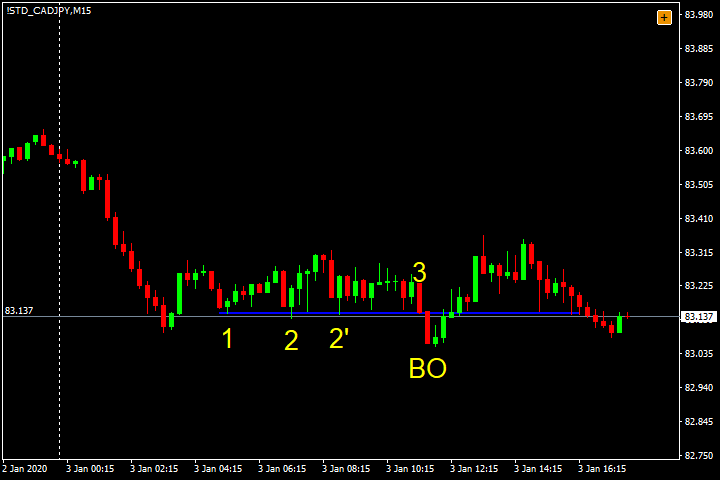 !STD_CADJPY,M15
+
83.980
83.885
83.790
83.695
83.600
83.505
83.410
83.315
83.225
83.137
83.137
83.035
82.940
82.845
82.750
3
1
2
2'
BO
2 Jan 2020
3 Jan 00:15
3 Jan 02:15
3 Jan 04:15
3 Jan 06:15
3 Jan 08:15
3 Jan 10:15
3 Jan 12:15
3 Jan 14:15
3 Jan 16:15